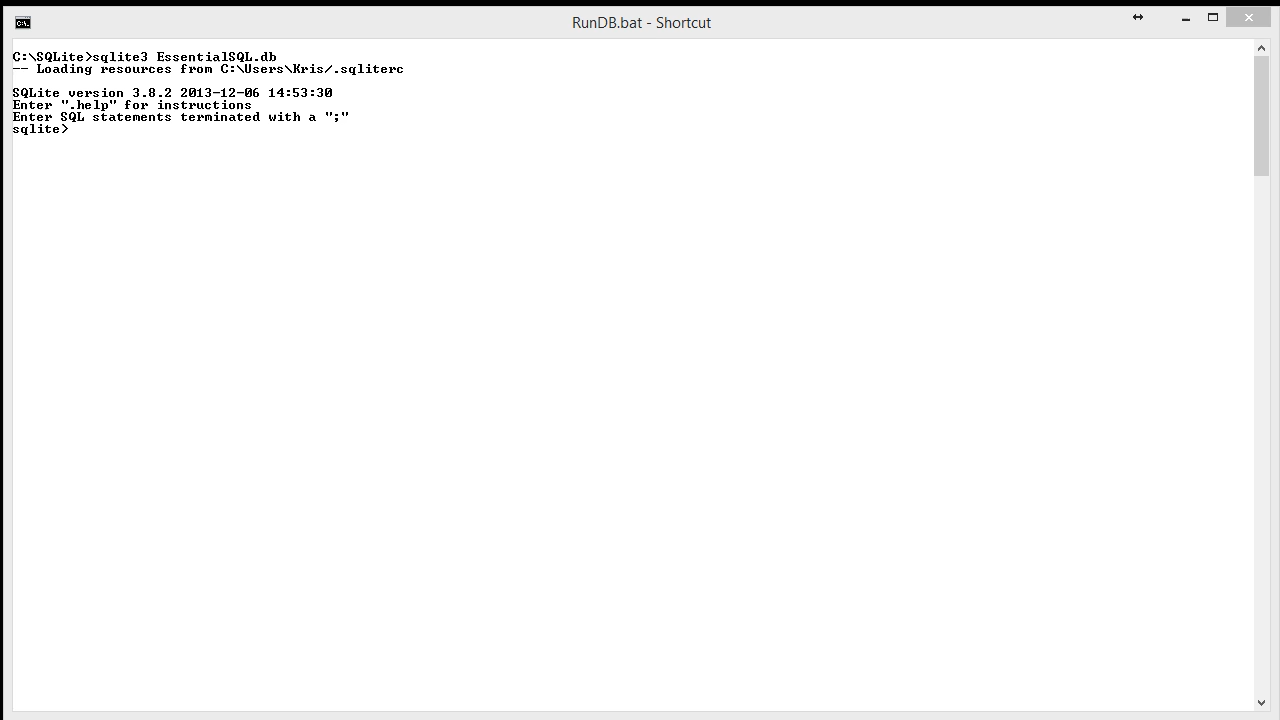 RunDB.bat - Shortcut
C:\SQLite>sqlite3 EssentialSQL.db
-- Loading resources from C:\Users\Kris/.sqliterc
SQLite version 3.8.2 2013-12-06 14:53:30
Enter ".help" for instructions
Enter SQL statements terminated with a ";"
sqlite>